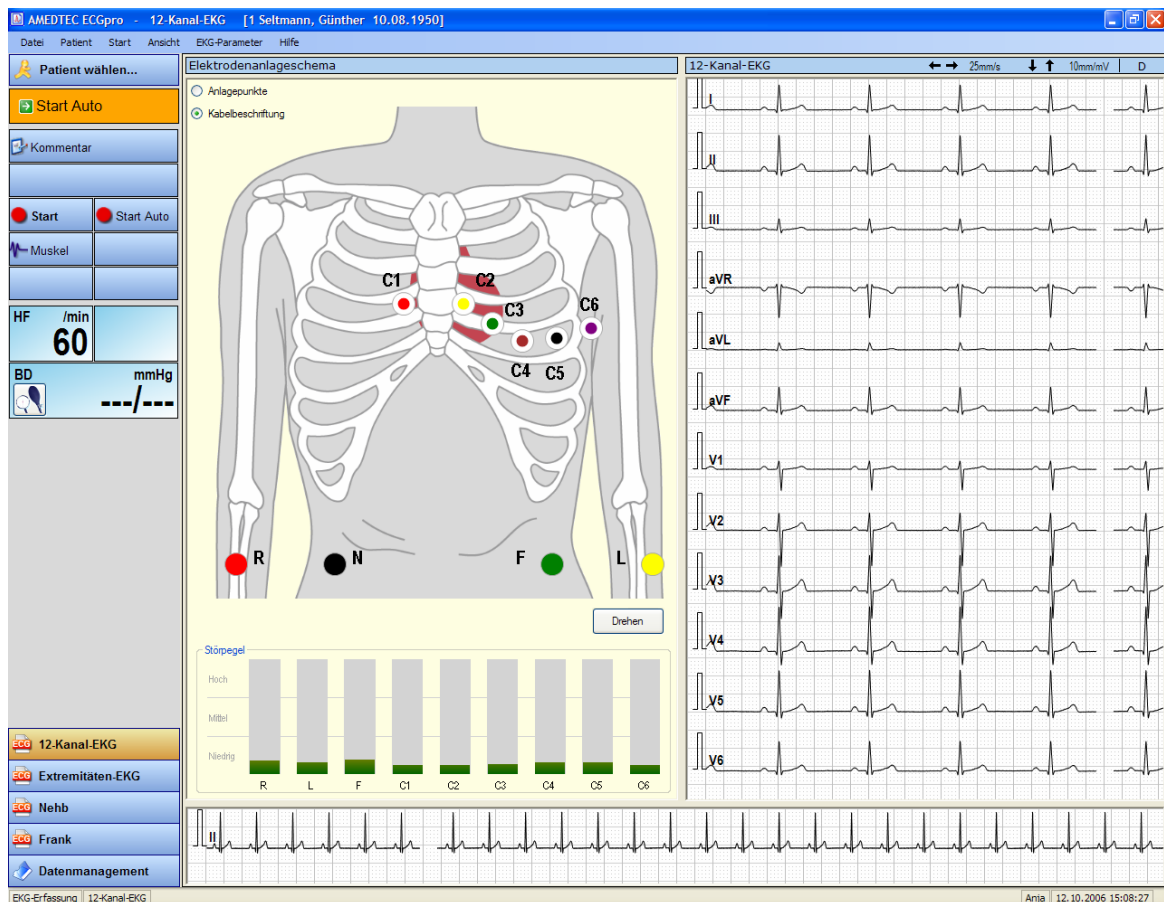 AMEDTEC ECGpro - 12-Kanal-EKG [1 Seltmann, Günther 10.08.1950]
Datei Patient Start Ansicht EKG-Parameter Hilfe
Patient wählen...
Start Auto
Kommentar
Start Start Auto
Muskel
HF /min
60
BD mmHg
---/---
12-Kanal-EKG
Extremitäten-EKG
Nehb
Frank
Datenmanagement
Elektrodenanlageschema
Anlagepunkte
Kabelbeschriftung
C1 C2
C3 C6
C4 C5
R N F L
Drehen
Störpegel
Hoch
Mittel
Niedrig
R L F C1 C2 C3 C4 C5 C6
12-Kanal-EKG 25mm/s 10mm/mV D
I
II
III
aVR
aVL
aVF
V1
V2
V3
V4
V5
V6
II
EKG-Erfassung 12-Kanal-EKG Anja 12.10.2006 15:08:27